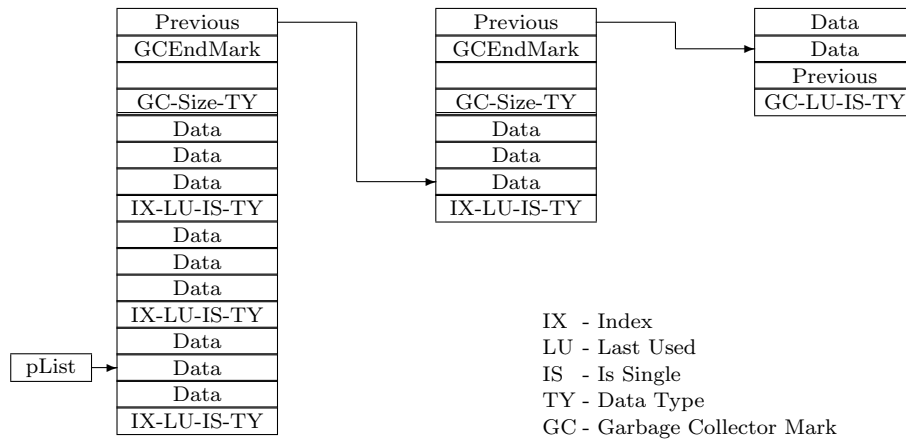 Previous
GCEndMark
GC-Size-TY
Data
Data
Data
IX-LU-IS-TY
Data
Data
Data
IX-LU-IS-TY
Data
Data
Data
IX-LU-IS-TY
pList
Previous
GCEndMark
GC-Size-TY
Data
Data
Data
IX-LU-IS-TY
Data
Data
Previous
GC-LU-IS-TY
IX - Index
LU - Last Used
IS - Is Single
TY - Data Type
GC - Garbage Collector Mark